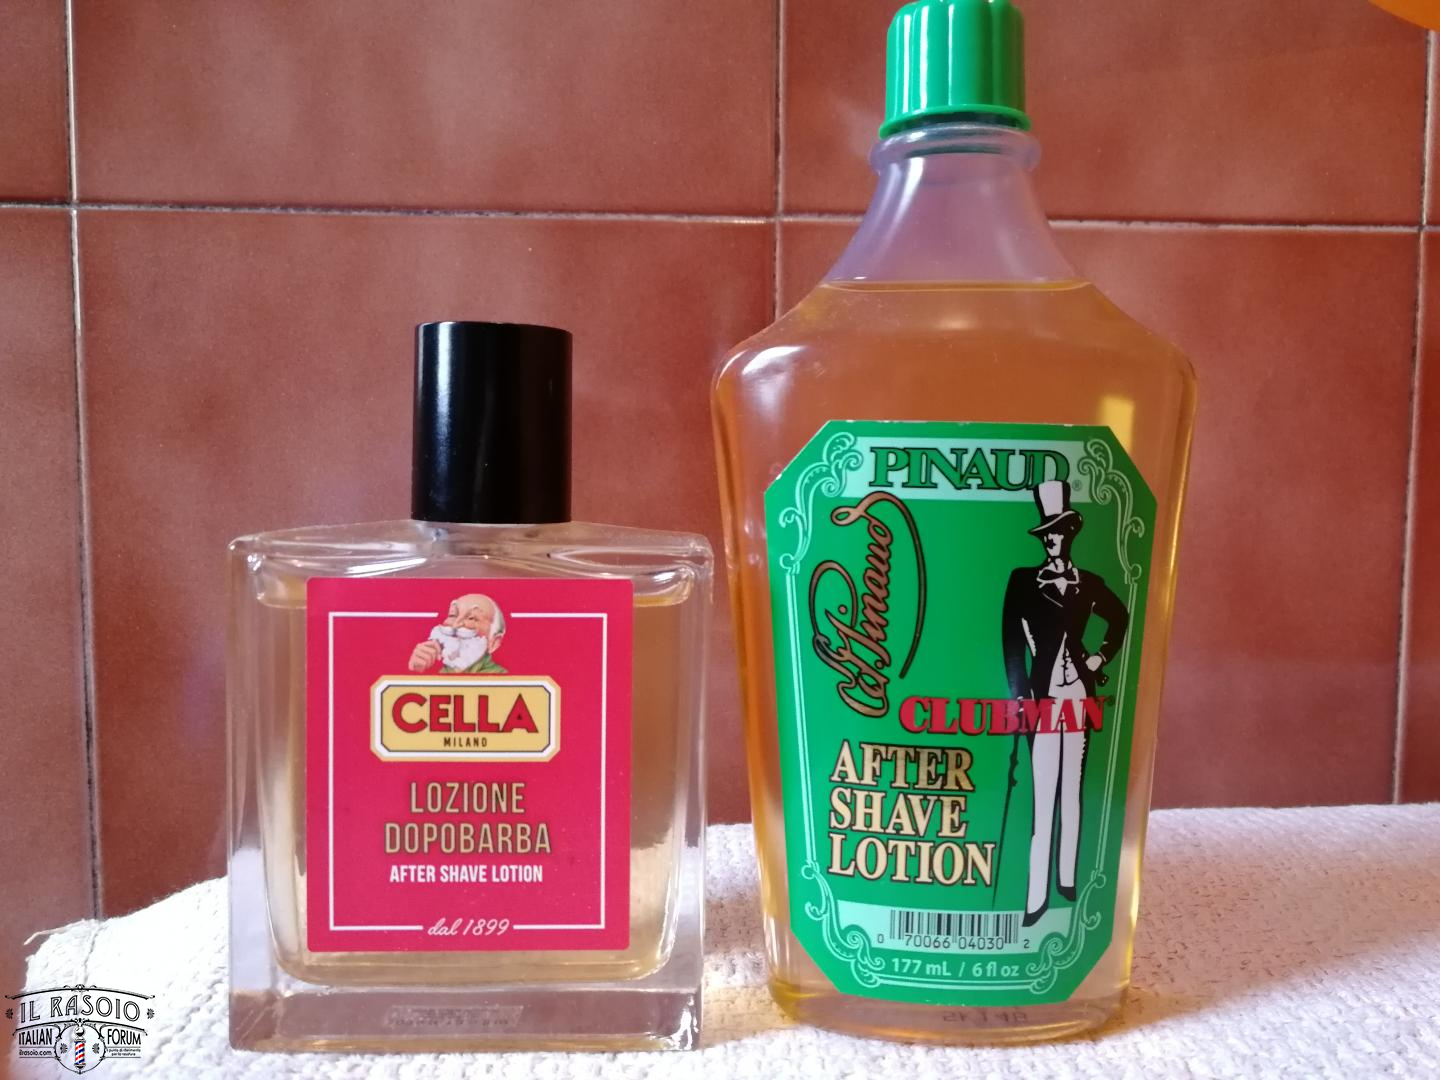 CELLA
MILANO
LOZIONE
DOPOBARBA
AFTER SHAVE LOTION
dal 1899
PINAUD®
Ed. Pinaud
CLUBMAN®
AFTER
SHAVE
LOTION
0 70066 04030 2
177 mL / 6 fl oz
IL RASOIO
ITALIAN FORUM
ilrasoio.com